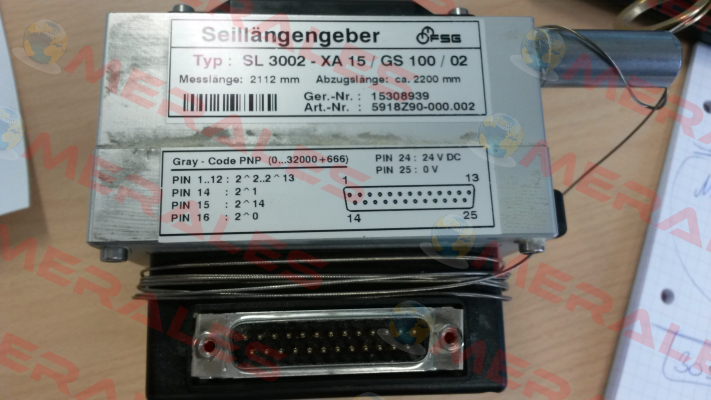 Seillängengeber FSG
Typ : SL 3002 - XA 15 / GS 100 / 02
Messlänge: 2112 mm Abzugslänge: ca. 2200 mm
Ger.-Nr. : 15308939
Art.-Nr. : 5918Z90-000.002
Gray - Code PNP (0...32000+666)
PIN 24 : 24 V DC
PIN 25 : 0 V
PIN 1..12 : 2^2..2^13
PIN 14 : 2^1
PIN 15 : 2^14
PIN 16 : 2^0
1 13
14 25
MERALES